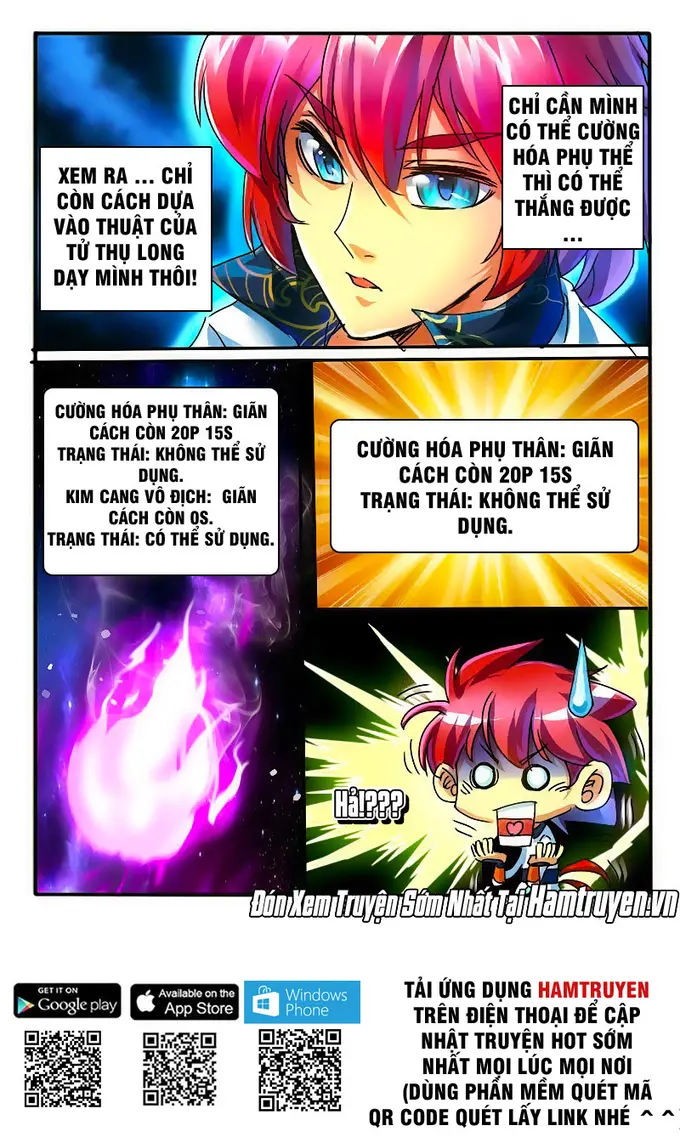 XEM RA ... CHỈ
CÒN CÁCH DỰA
VÀO THUẬT CỦA
TỬ THỤ LONG
DẠY MÌNH THÔI!
CHỈ CẦN MÌNH
CÓ THỂ CƯỜNG
HÓA PHỤ THỂ
THÌ CÓ THỂ
THẮNG ĐƯỢC
...
CƯỜNG HÓA PHỤ THÂN: GIÃN
CÁCH CÒN 20P 15S
TRẠNG THÁI: KHÔNG THỂ SỬ
DỤNG.
KIM CANG VÔ ĐỊCH: GIÃN
CÁCH CÒN 0S.
TRẠNG THÁI: CÓ THỂ SỬ DỤNG.
CƯỜNG HÓA PHỤ THÂN: GIÃN
CÁCH CÒN 20P 15S
TRẠNG THÁI: KHÔNG THỂ SỬ
DỤNG.
HẢ!???
Đón Xem Truyện Sớm Nhất Tại Hamtruyen.vn
GET IT ON
Google play
Available on the
App Store
Windows
Phone
TẢI ỨNG DỤNG HAMTRUYEN
TRÊN ĐIỆN THOẠI ĐỂ CẬP
NHẬT TRUYỆN HOT SỚM
NHẤT MỌI LÚC MỌI NƠI
(DÙNG PHẦN MỀM QUÉT MÃ
QR CODE QUÉT LẤY LINK NHÉ ^ ^)